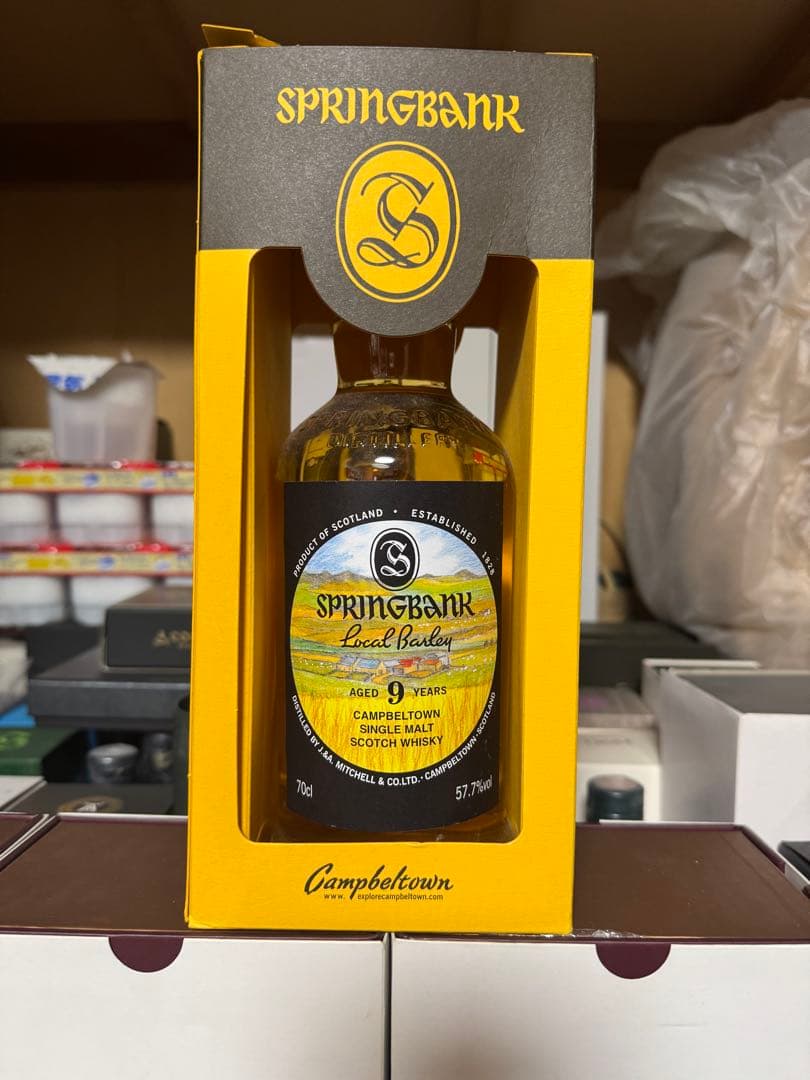 SPRINGBANK
S
PRODUCT OF SCOTLAND • ESTABLISHED 1828
S
SPRINGBANK
Local Barley
AGED 9 YEARS
CAMPBELTOWN
SINGLE MALT
SCOTCH WHISKY
DISTILLED BY J.&A. MITCHELL & CO.LTD.·CAMPBELTOWN·SCOTLAND
70cl
57.7%vol
Campbeltown
www. explorecampbeltown.com